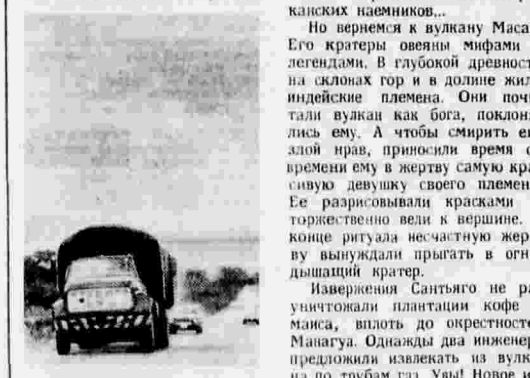 канских наемников...
Но вернемся к вулкану Маса
Его кратеры овеяны мифами
легендами. В глубокой древност
на склонах гор и в долине жил
индейские племена. Они поч
тали вулкан как бога, поклон
лись ему. А чтобы смирить е
злой нрав, приносили время о
времени ему в жертву самую кра
сивую девушку своего племен
Ее разрисовывали красками
торжественно вели к вершине.
конце ритуала несчастную жер
ву вынуждали прыгать в огн
дышащий кратер.
Извержения Сантьяго не ра
уничтожали плантации кофе
маиса, вплоть до окрестносте
Манагуа. Однажды два инженер
предложили извлекать из вулк
на по трубам газ. Увы! Новое и